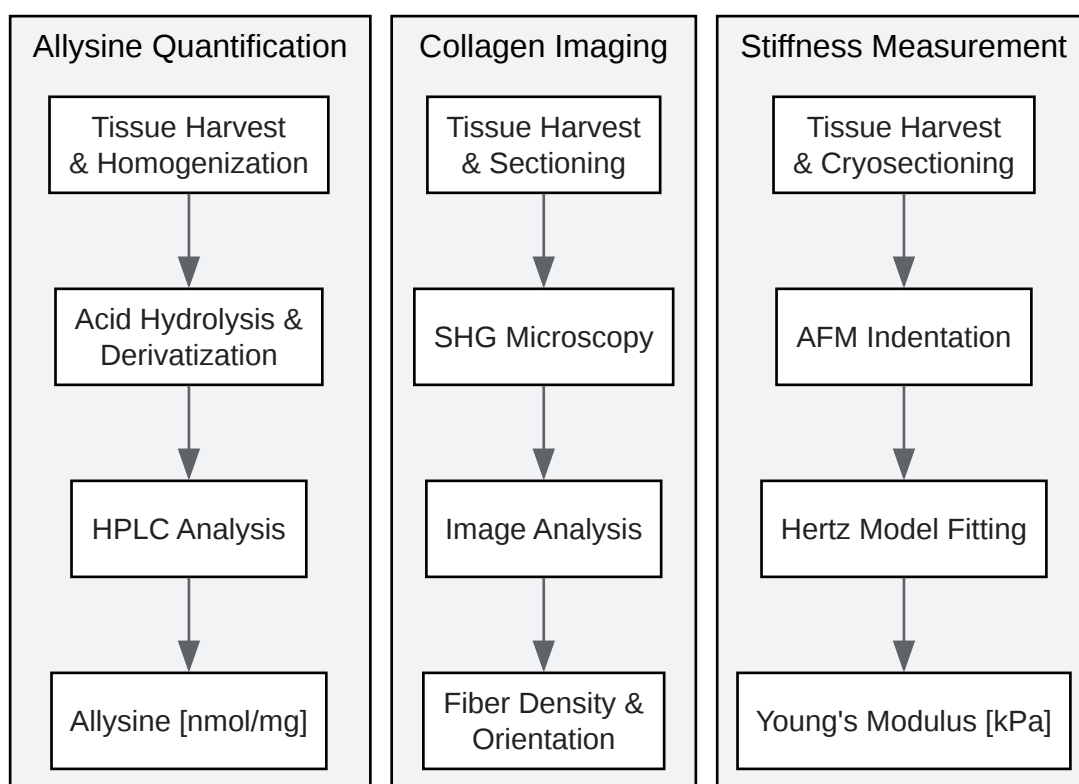 Allysine Quantification
Tissue Harvest
& Homogenization
Acid Hydrolysis &
Derivatization
HPLC Analysis
Allysine [nmol/mg]
Collagen Imaging
Tissue Harvest
& Sectioning
SHG Microscopy
Image Analysis
Fiber Density &
Orientation
Stiffness Measurement
Tissue Harvest
& Cryosectioning
AFM Indentation
Hertz Model Fitting
Young's Modulus [kPa]